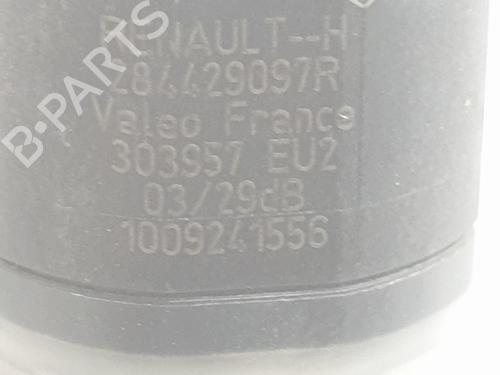 RENAULT--H
284429097R
Valeo France
303957 EU2
03/29dB
1009241556
B-PARTS